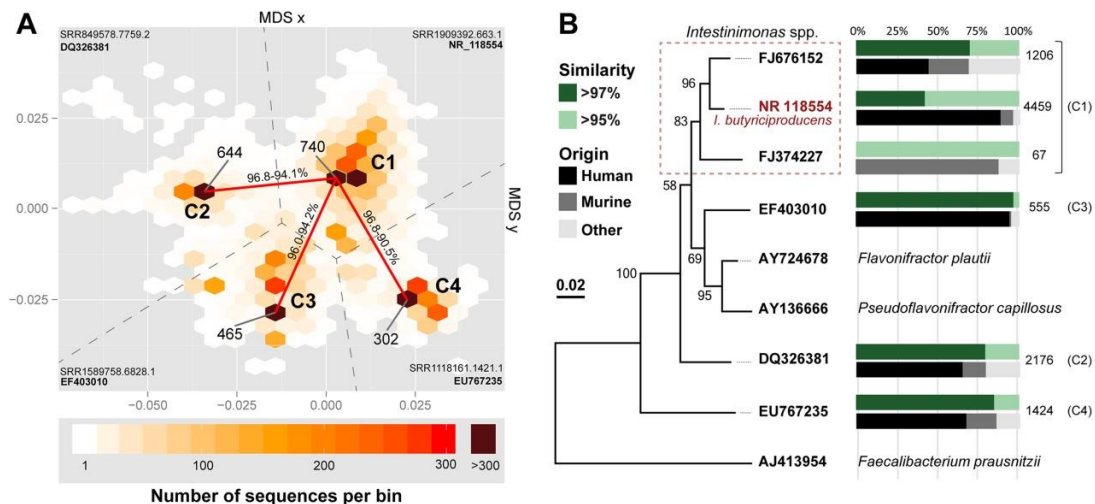 A
MDS x
SRR849578.7759.2
DQ326381
SRR1909392.663.1
NR_118554
0.025
0.000
−0.025
644
740
C1
96.8-94.1%
C2
96.0-94.2%
96.8-90.5%
C3
C4
465
302
MDS y
SRR1589758.6828.1
EF403010
SRR1118161.1421.1
EU767235
−0.050
−0.025
0.000
0.025
1
100
200
300
>300
Number of sequences per bin
B
Intestinimonas spp.
0%
25%
50%
75%
100%
Similarity
>97%
>95%
Origin
Human
Murine
Other
0.02
96
83
58
69
95
100
FJ676152
1206
NR 118554
I. butyriciproducens
4459
(C1)
FJ374227
67
EF403010
555
(C3)
AY724678
Flavonifractor plautii
AY136666
Pseudoflavonifractor capillosus
DQ326381
2176
(C2)
EU767235
1424
(C4)
AJ413954
Faecalibacterium prausnitzii